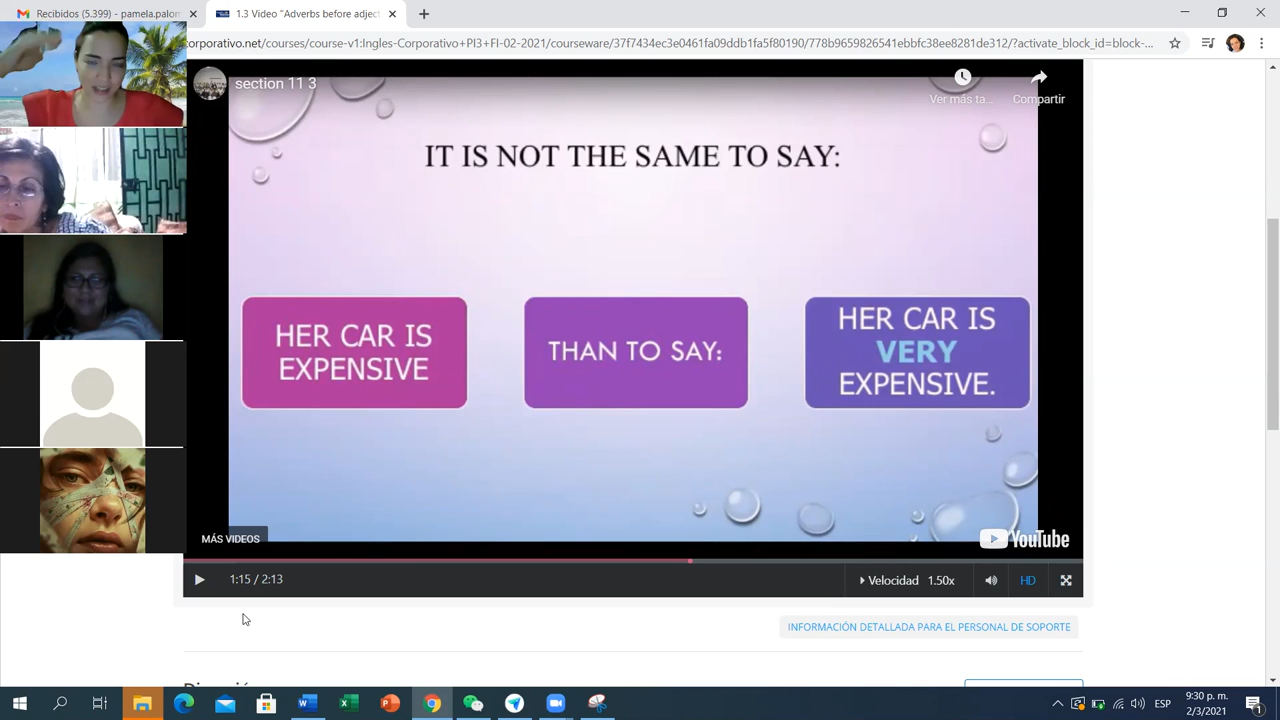 Recibidos (5.399) - pamela.palom
1.3 Video "Adverbs before adject
orporativo.net/courses/course-v1:Ingles-Corporativo+PI3+FI-02-2021/courseware/37f7434ec3e0461fa09ddb1fa5f80190/778b993626541ebbfc38ee8281de312/?activate_block_id=block-...
section 11 3
Ver más ta...
Compartir
IT IS NOT THE SAME TO SAY:
HER CAR IS
EXPENSIVE
THAN TO SAY:
HER CAR IS
VERY
EXPENSIVE.
MÁS VIDEOS
YouTube
1:15 / 2:13
Velocidad 1.50x
HD
INFORMACIÓN DETALLADA PARA EL PERSONAL DE SOPORTE
ESP
9:30 p. m.
2/3/2021